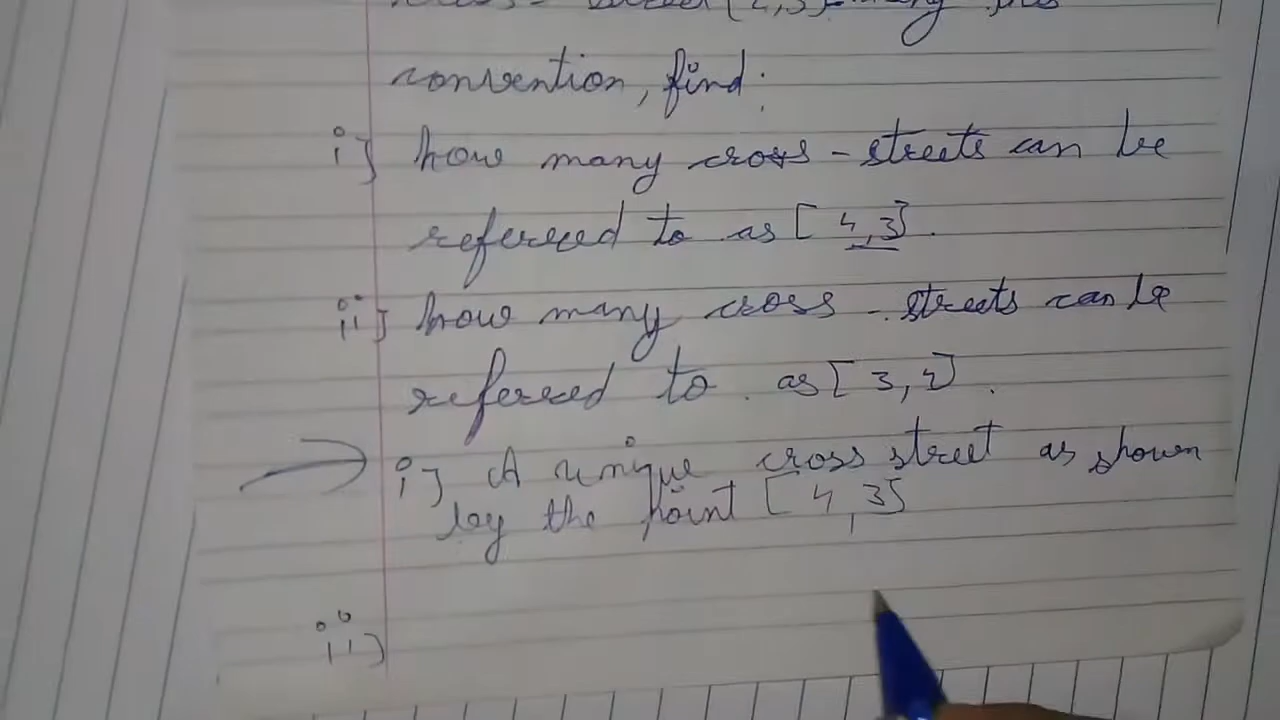 convention, find:
i] how many cross-streets can be
referred to as [4,3].
ii] how many cross-streets can be
referred to as [3,4].
i] A unique cross street as shown
by the point [4,3]
ii]